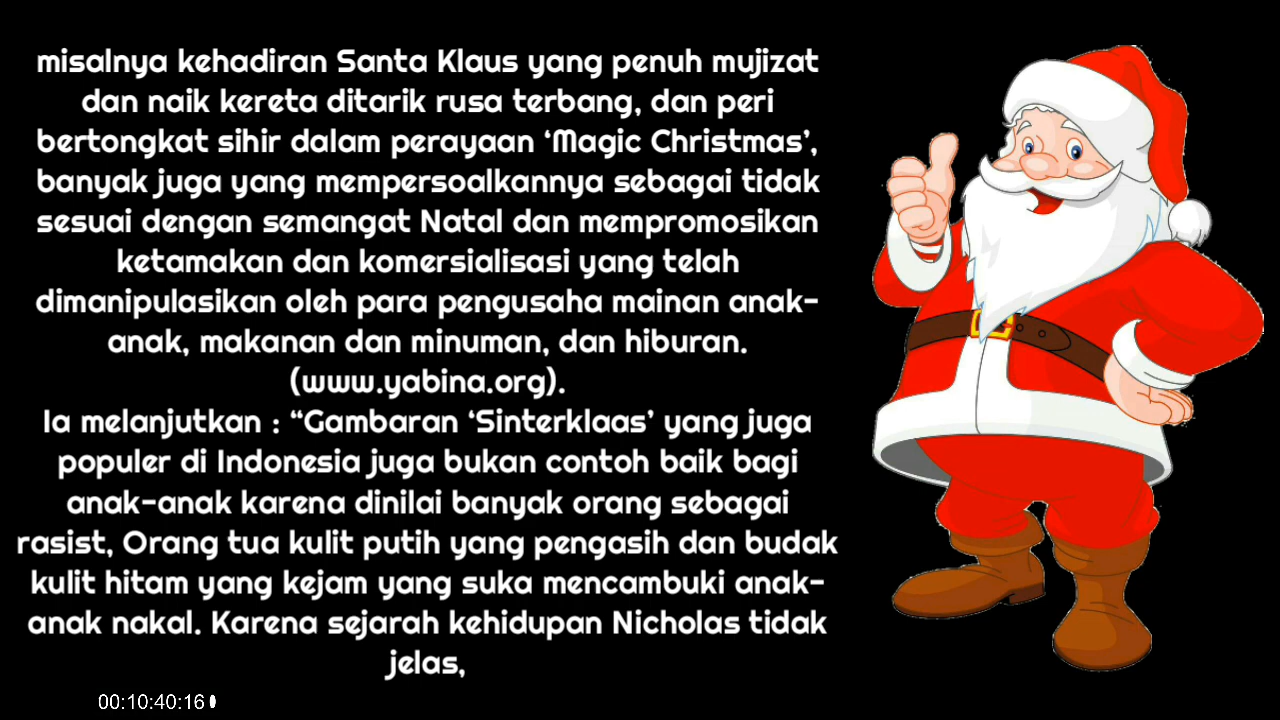 misalnya kehadiran Santa Klaus yang penuh mujizat
dan naik kereta ditarik rusa terbang, dan peri
bertongkat sihir dalam perayaan ‘Magic Christmas’,
banyak juga yang mempersoalkannya sebagai tidak
sesuai dengan semangat Natal dan mempromosikan
ketamakan dan komersialisasi yang telah
dimanipulasikan oleh para pengusaha mainan anak-
anak, makanan dan minuman, dan hiburan.
(www.yabina.org).
Ia melanjutkan : “Gambaran ‘Sinterklaas’ yang juga
populer di Indonesia juga bukan contoh baik bagi
anak-anak karena dinilai banyak orang sebagai
rasist, Orang tua kulit putih yang pengasih dan budak
kulit hitam yang kejam yang suka mencambuki anak-
anak nakal. Karena sejarah kehidupan Nicholas tidak
jelas,
00:10:40:16